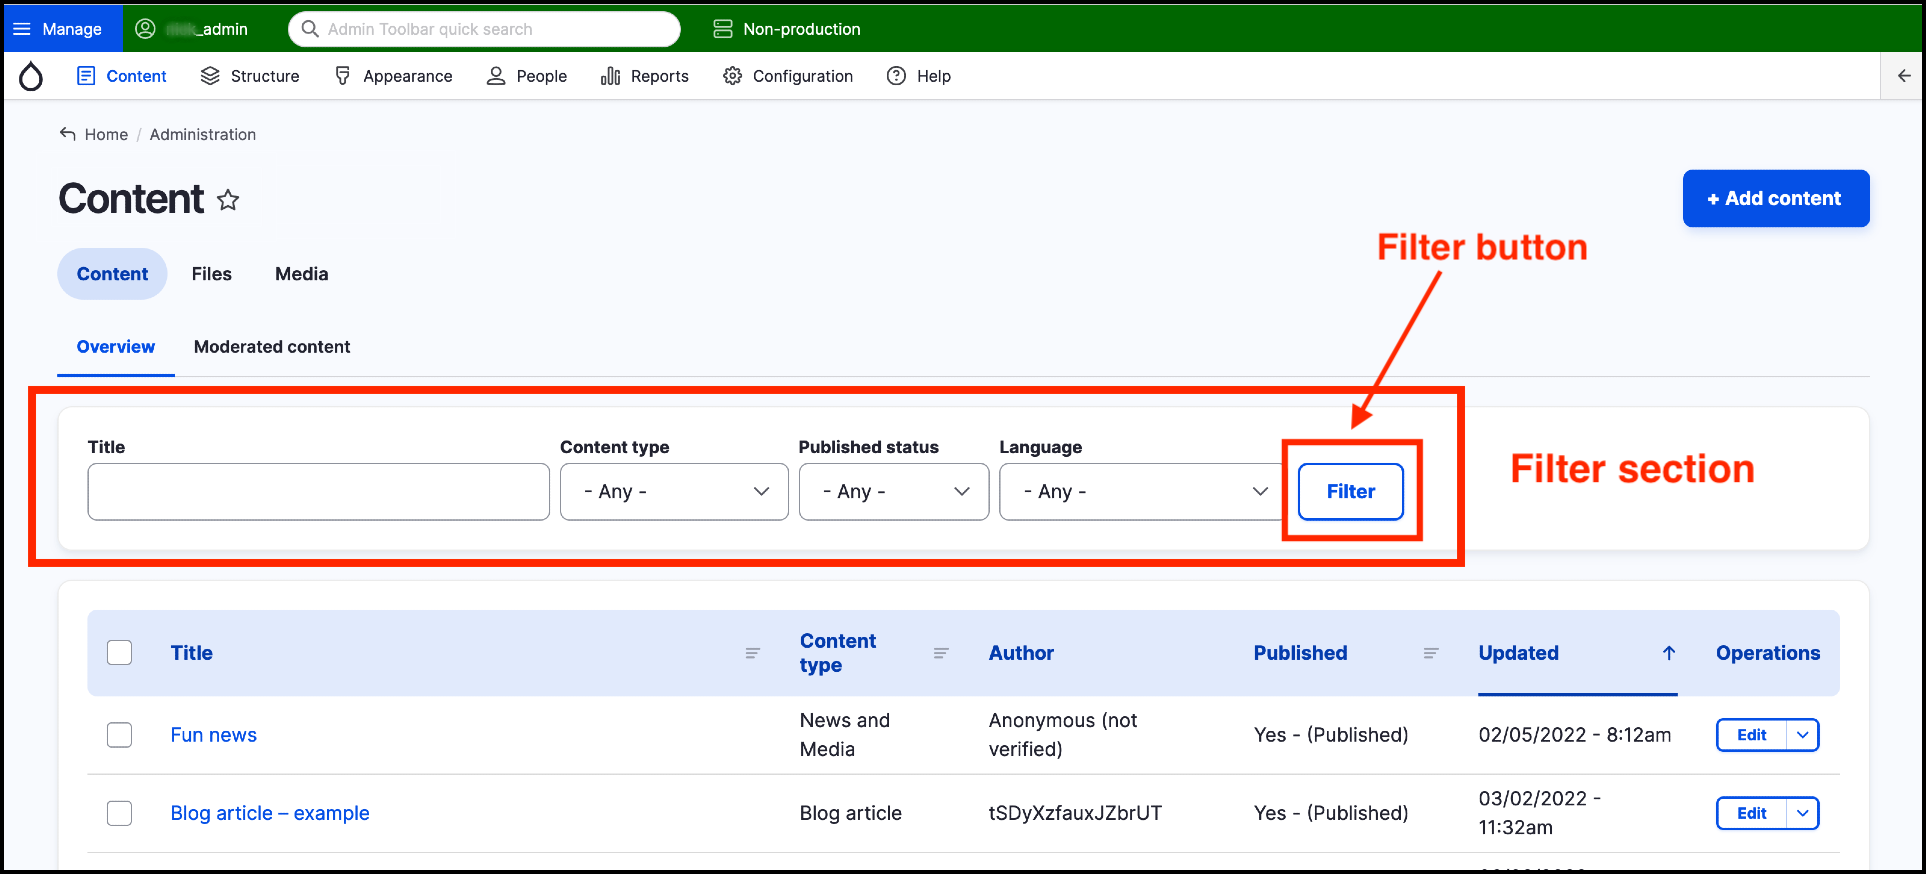 Manage
_admin
Admin Toolbar quick search
Non-production
Content
Structure
Appearance
People
Reports
Configuration
Help
Home / Administration
Content
+ Add content
Filter button
Content
Files
Media
Overview
Moderated content
Title
Content type
Published status
Language
- Any -
- Any -
- Any -
Filter
Filter section
Title
Content
type
Author
Published
Updated
Operations
Fun news
News and
Media
Anonymous (not
verified)
Yes - (Published)
02/05/2022 - 8:12am
Edit
Blog article – example
Blog article
tSDyXzfauxJZbrUT
Yes - (Published)
03/02/2022 -
11:32am
Edit